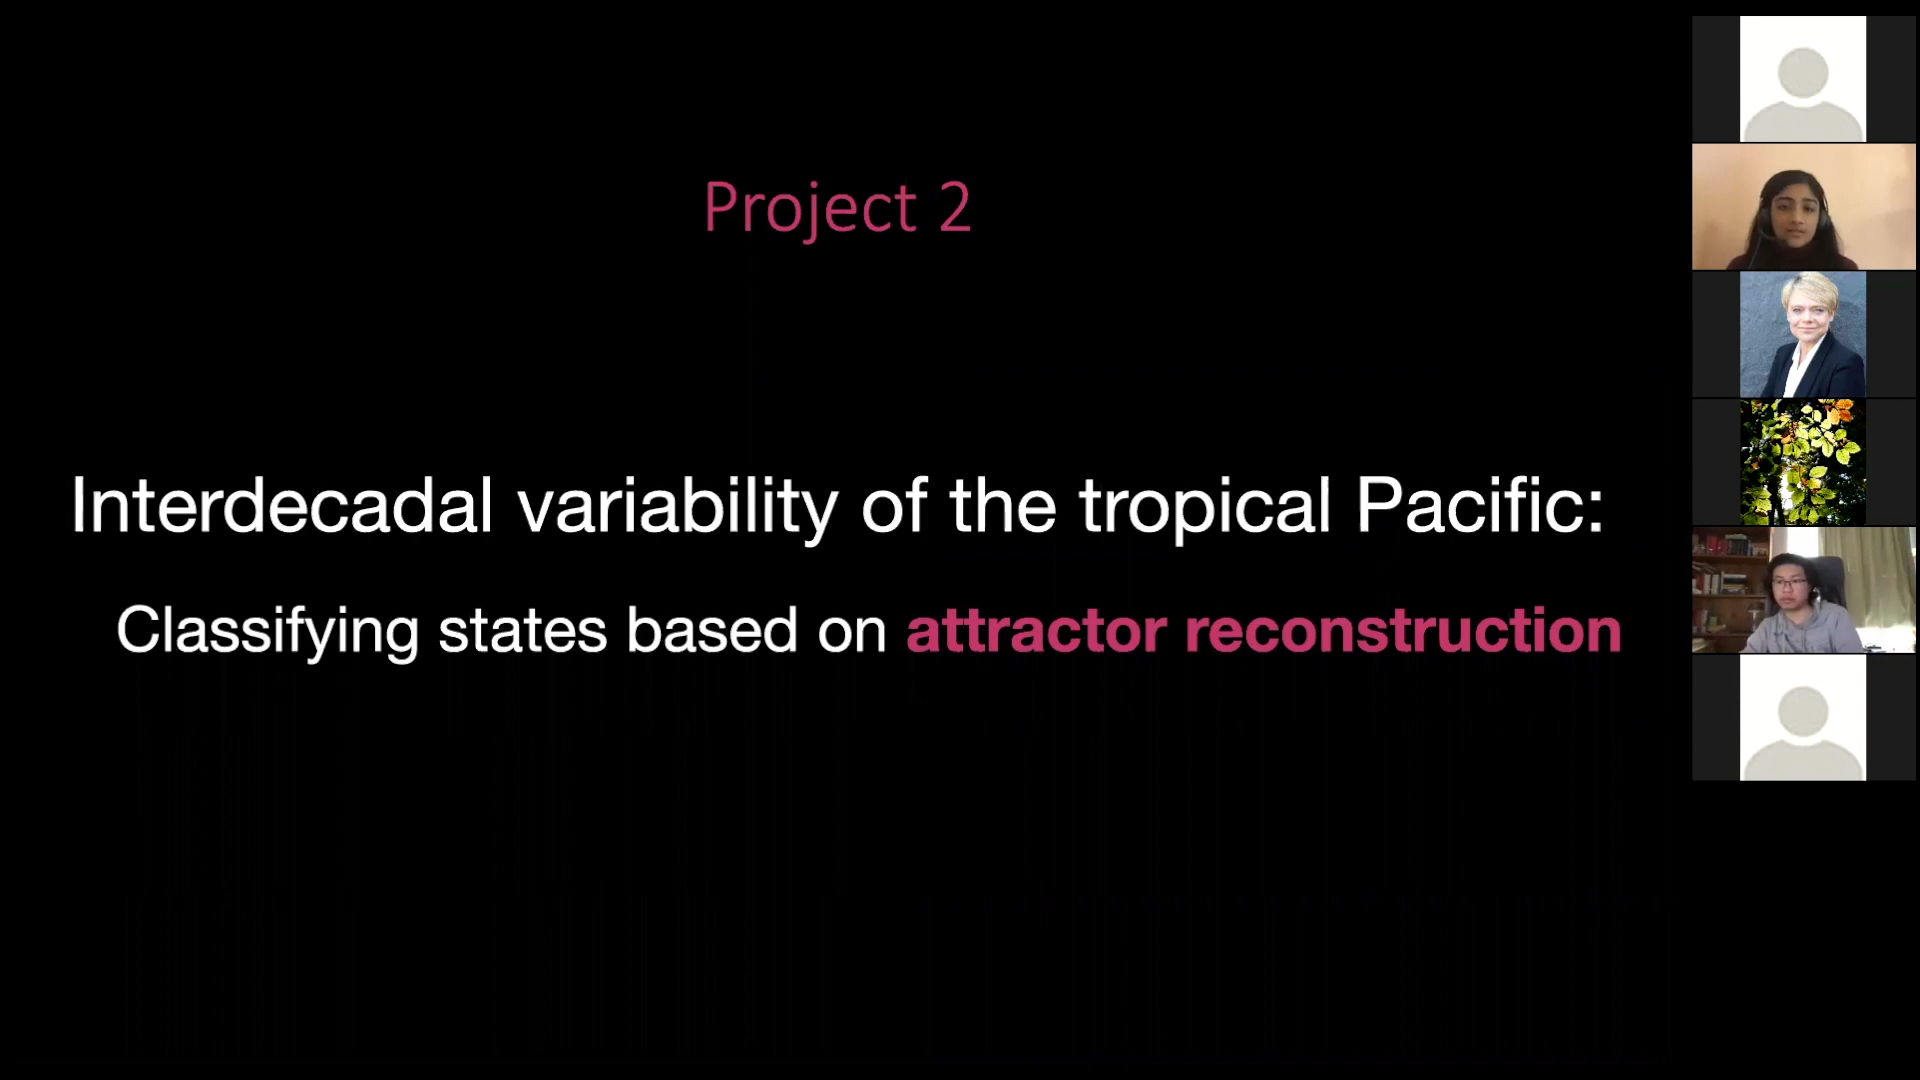 Project 2
Interdecadal variability of the tropical Pacific:
Classifying states based on attractor reconstruction